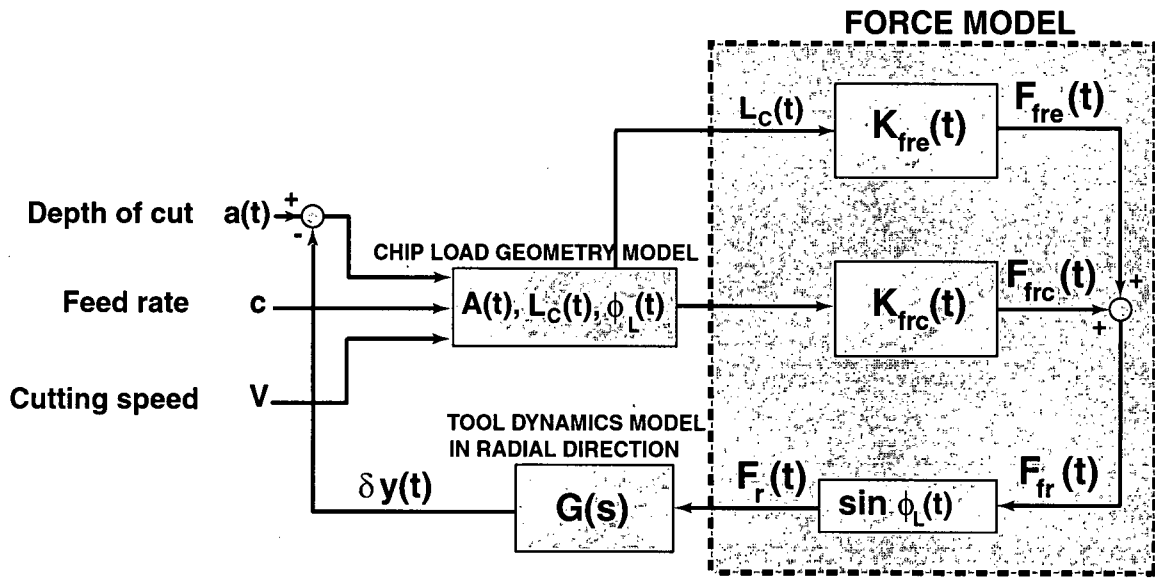 FORCE MODEL
L_C(t)
K_fre(t)
F_fre(t)
Depth of cut a(t)
+
-
CHIP LOAD GEOMETRY MODEL
Feed rate c
A(t), L_C(t), ϕ_L(t)
K_frc(t)
F_frc(t)
+
+
Cutting speed V
TOOL DYNAMICS MODEL
IN RADIAL DIRECTION
δy(t)
G(s)
F_r(t)
sin ϕ_L(t)
F_fr(t)